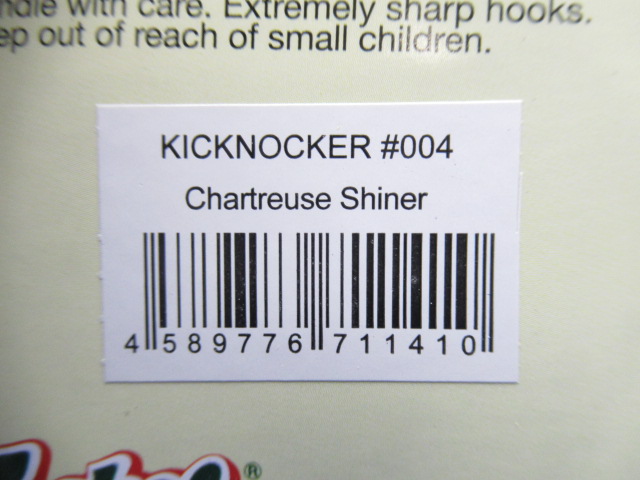 ndle with care. Extremely sharp hooks.
ep out of reach of small children.
KICKNOCKER #004
Chartreuse Shiner
4 589776 711410
®